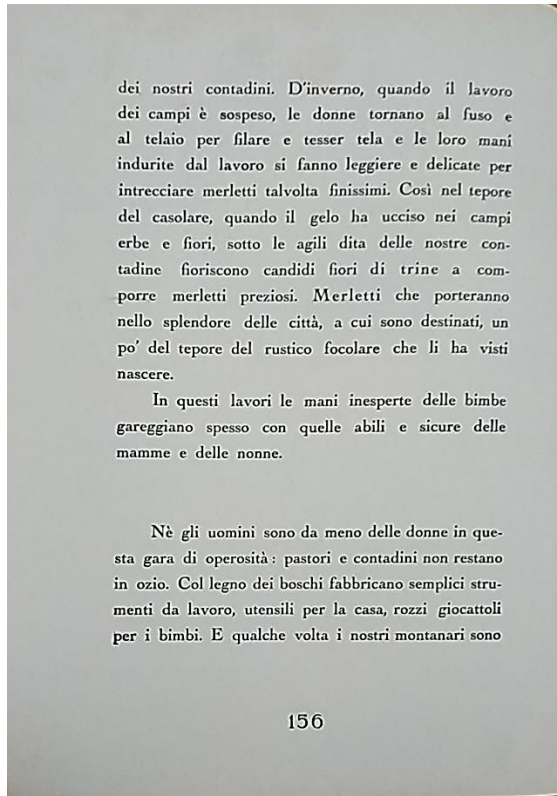 dei nostri contadini. D'inverno, quando il lavoro
dei campi è sospeso, le donne tornano al fuso e
al telaio per filare e tesser tela e le loro mani
indurite dal lavoro si fanno leggiere e delicate per
intrecciare merletti talvolta finissimi. Così nel tepore
del casolare, quando il gelo ha ucciso nei campi
erbe e fiori, sotto le agili dita delle nostre con-
tadine fioriscono candidi fiori di trine a com-
porre merletti preziosi. Merletti che porteranno
nello splendore delle città, a cui sono destinati, un
po' del tepore del rustico focolare che li ha visti
nascere.
In questi lavori le mani inesperte delle bimbe
gareggiano spesso con quelle abili e sicure delle
mamme e delle nonne.
Nè gli uomini sono da meno delle donne in que-
sta gara di operosità: pastori e contadini non restano
in ozio. Col legno dei boschi fabbricano semplici stru-
menti da lavoro, utensili per la casa, rozzi giocattoli
per i bimbi. E qualche volta i nostri montanari sono
156